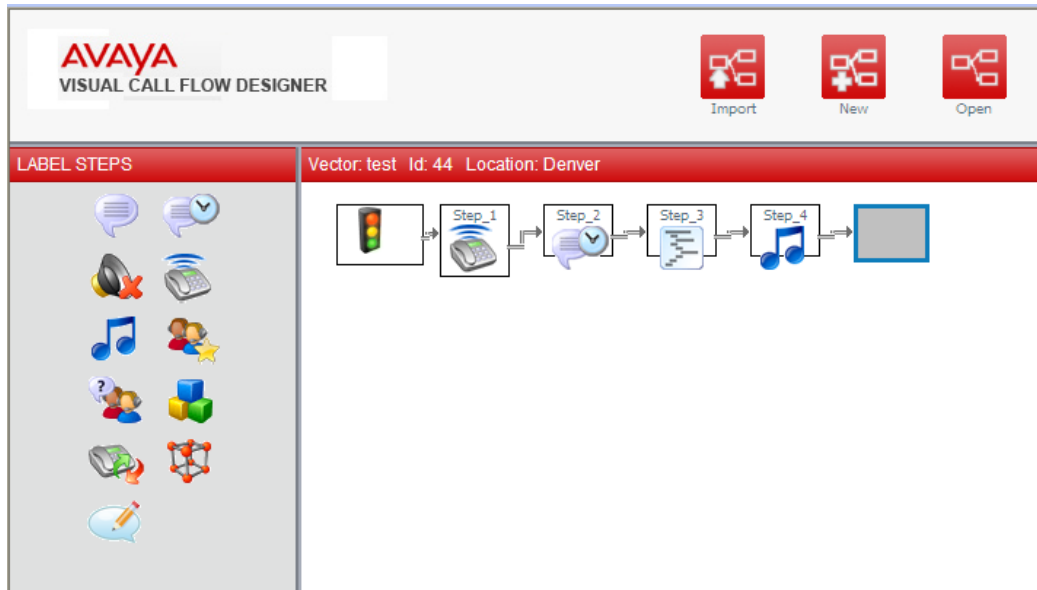 AVAYA
VISUAL CALL FLOW DESIGNER
Import
New
Open
LABEL STEPS
Vector: test Id: 44 Location: Denver
Step_1
Step_2
Step_3
Step_4
?